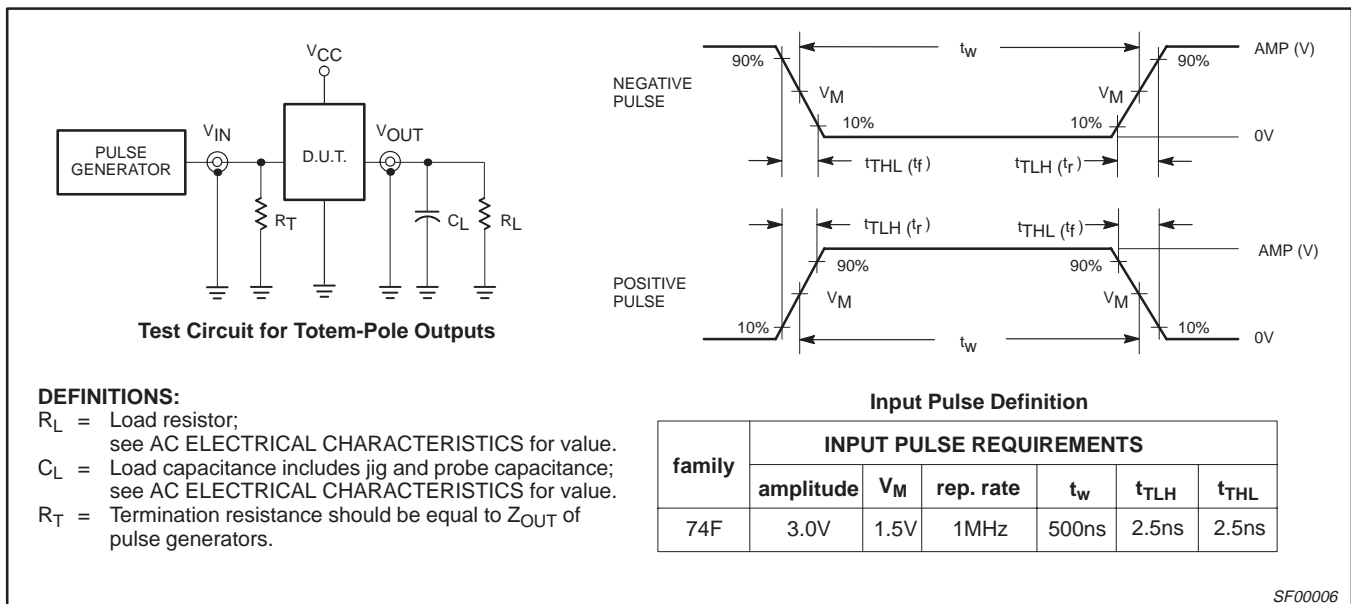 VCC
VIN
VOUT
PULSE
GENERATOR
D.U.T.
RT
CL
RL
Test Circuit for Totem-Pole Outputs
NEGATIVE
PULSE
90%
tw
90%
AMP (V)
VM
VM
10%
10%
0V
tTHL (tf)
tTLH (tr)
tTLH (tr)
tTHL (tf)
AMP (V)
90%
90%
POSITIVE
PULSE
VM
VM
10%
tw
10%
0V
DEFINITIONS:
RL = Load resistor;
see AC ELECTRICAL CHARACTERISTICS for value.
CL = Load capacitance includes jig and probe capacitance;
see AC ELECTRICAL CHARACTERISTICS for value.
RT = Termination resistance should be equal to ZOUT of
pulse generators.
Input Pulse Definition
family
INPUT PULSE REQUIREMENTS
amplitude VM rep. rate tw tTLH tTHL
74F 3.0V 1.5V 1MHz 500ns 2.5ns 2.5ns
SF00006